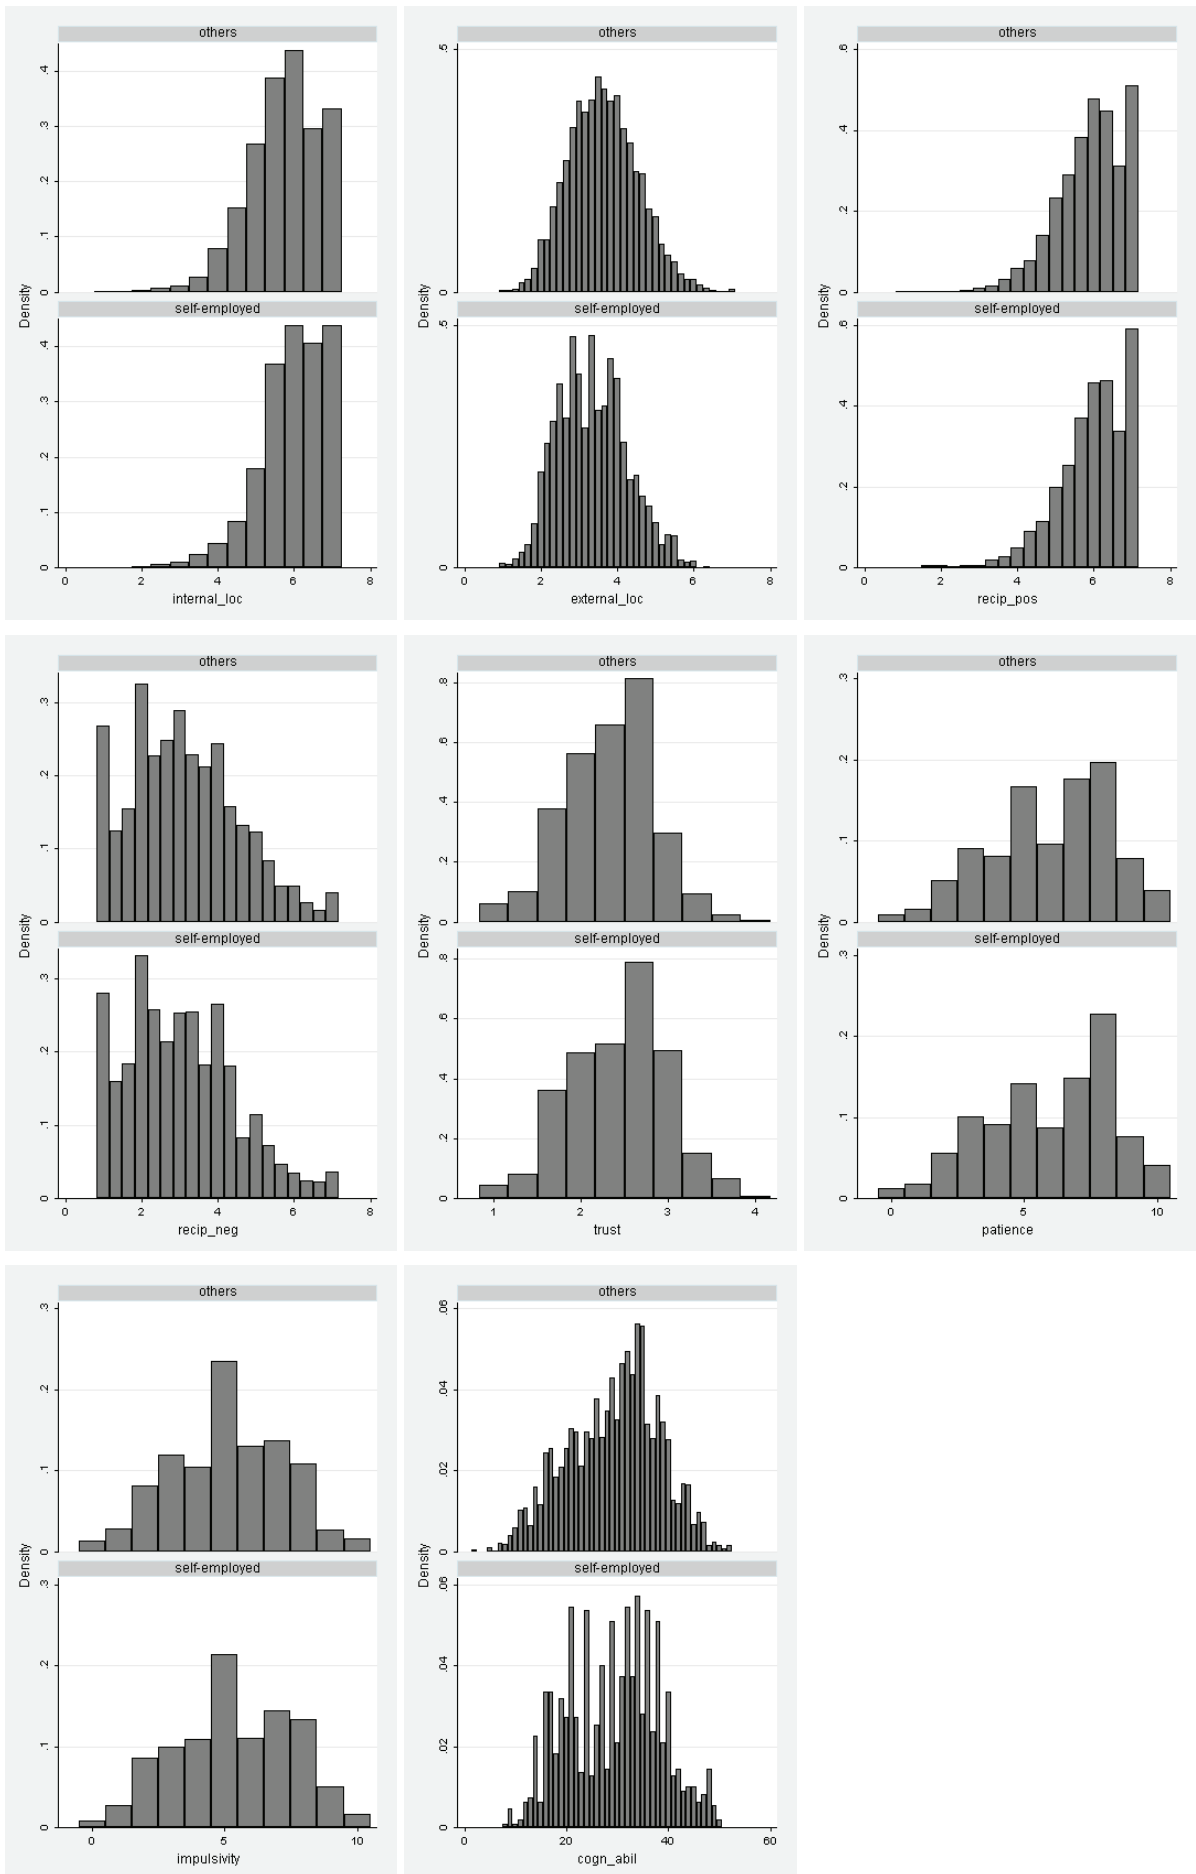 others
.4
.3
.2
.1
0
Density
self-employed
.4
.3
.2
.1
0
0 2 4 6 8
internal_loc
others
.5
0
Density
self-employed
.5
0
0 2 4 6 8
external_loc
others
.6
.4
.2
0
Density
self-employed
.6
.4
.2
0
0 2 4 6 8
recip_pos
others
.3
.2
.1
0
Density
self-employed
.3
.2
.1
0
0 2 4 6 8
recip_neg
others
.8
.6
.4
.2
0
Density
self-employed
.8
.6
.4
.2
0
1 2 3 4
trust
others
.3
.2
.1
0
Density
self-employed
.3
.2
.1
0
0 5 10
patience
others
.3
.2
.1
0
Density
self-employed
.3
.2
.1
0
0 5 10
impulsivity
others
.06
.04
.02
0
Density
self-employed
.06
.04
.02
0
0 20 40 60
cogn_abil